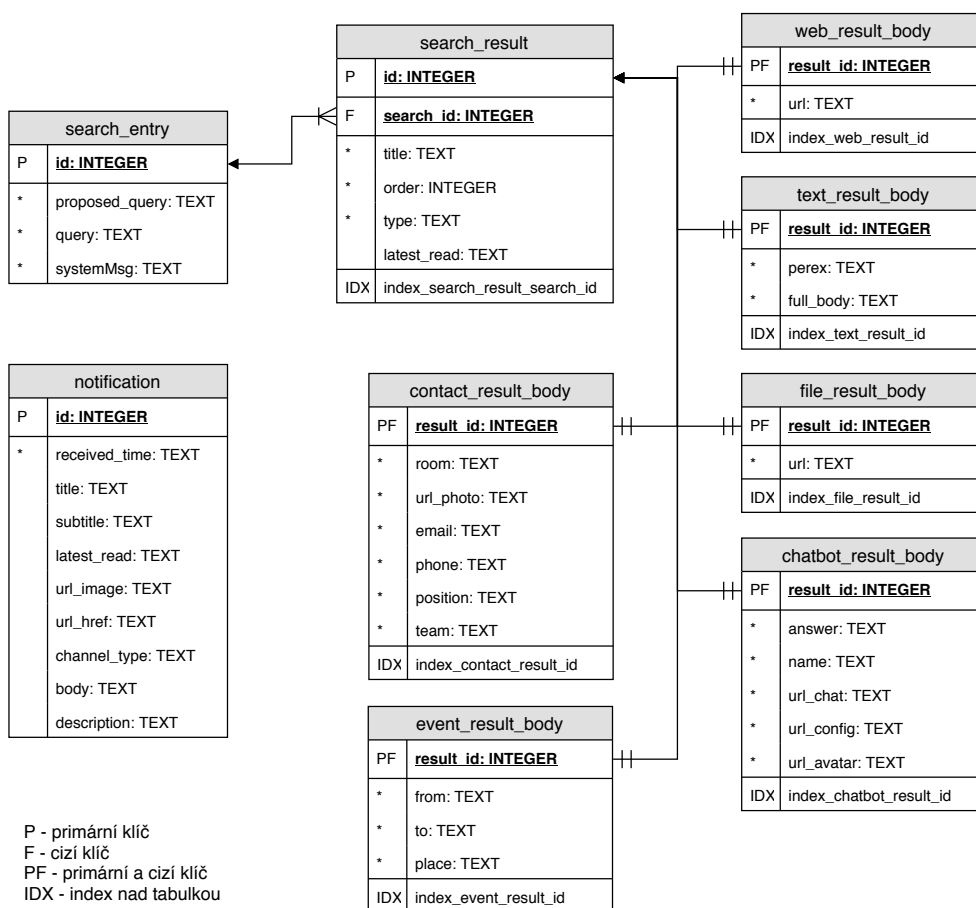 search_entry
P id: INTEGER
* proposed_query: TEXT
* query: TEXT
* systemMsg: TEXT
search_result
P id: INTEGER
F search_id: INTEGER
* title: TEXT
* order: INTEGER
* type: TEXT
latest_read: TEXT
IDX index_search_result_search_id
web_result_body
PF result_id: INTEGER
* url: TEXT
IDX index_web_result_id
text_result_body
PF result_id: INTEGER
* perex: TEXT
* full_body: TEXT
IDX index_text_result_id
notification
P id: INTEGER
* received_time: TEXT
title: TEXT
subtitle: TEXT
latest_read: TEXT
url_image: TEXT
url_href: TEXT
channel_type: TEXT
body: TEXT
description: TEXT
contact_result_body
PF result_id: INTEGER
* room: TEXT
* url_photo: TEXT
* email: TEXT
* phone: TEXT
* position: TEXT
* team: TEXT
IDX index_contact_result_id
file_result_body
PF result_id: INTEGER
* url: TEXT
IDX index_file_result_id
chatbot_result_body
PF result_id: INTEGER
* answer: TEXT
* name: TEXT
* url_chat: TEXT
* url_config: TEXT
* url_avatar: TEXT
IDX index_chatbot_result_id
event_result_body
PF result_id: INTEGER
* from: TEXT
* to: TEXT
* place: TEXT
IDX index_event_result_id
P - primární klíč
F - cizí klíč
PF - primární a cizí klíč
IDX - index nad tabulkou